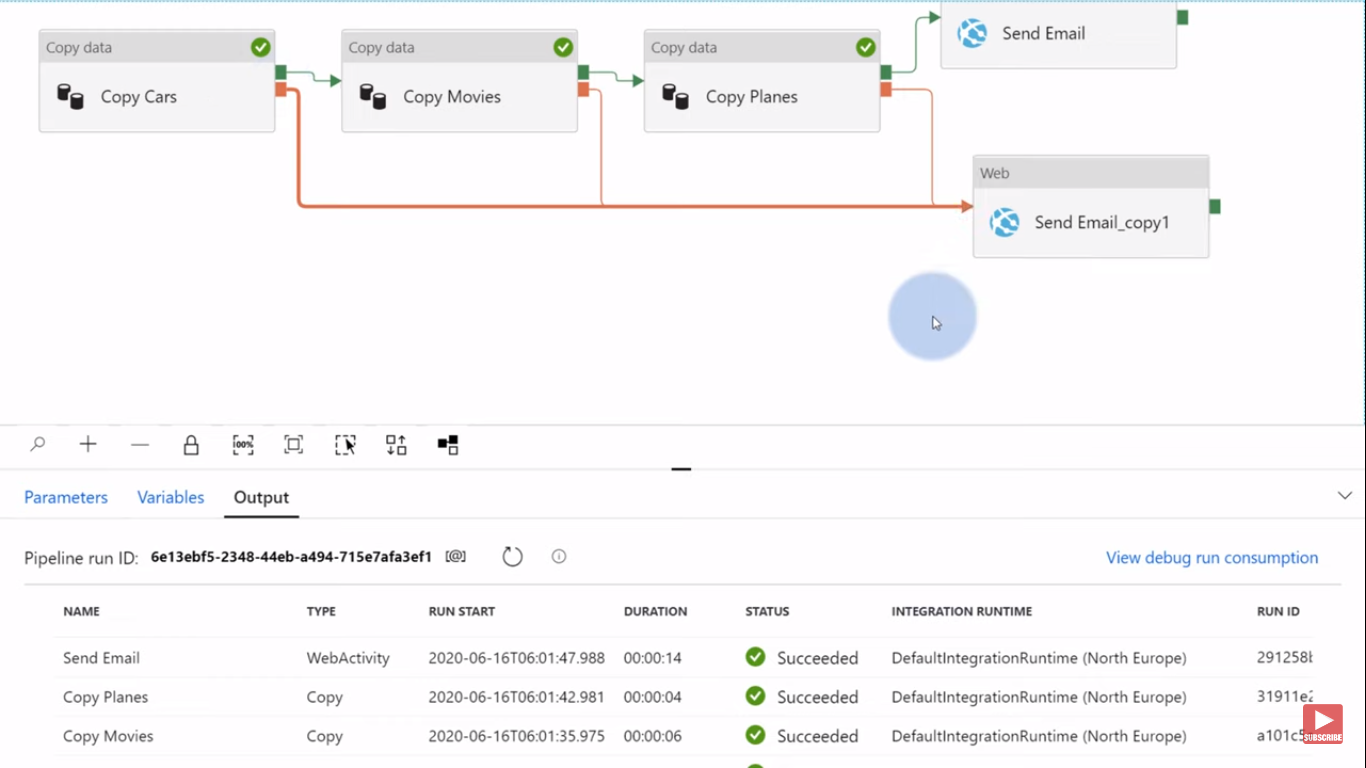 Send Email
Copy data Copy data Copy data
Copy Cars Copy Movies Copy Planes
Web
Send Email_copy1
100%
Parameters Variables Output
Pipeline run ID: 6e13ebf5-2348-44eb-a494-715e7afa3ef1 [@] View debug run consumption
NAME TYPE RUN START DURATION STATUS INTEGRATION RUNTIME RUN ID
Send Email WebActivity 2020-06-16T06:01:47.988 00:00:14 Succeeded DefaultIntegrationRuntime (North Europe)
Copy Planes Copy 2020-06-16T06:01:42.981 00:00:04 Succeeded DefaultIntegrationRuntime (North Europe) 31911e2
Copy Movies Copy 2020-06-16T06:01:35.975 00:00:06 Succeeded DefaultIntegrationRuntime (North Europe)
SUBSCRIBE